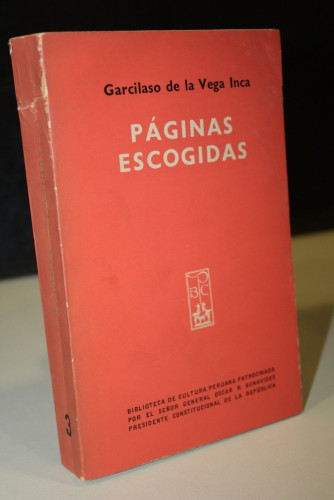 Garcilaso de la Vega Inca
PÁGINAS
ESCOGIDAS
B P C
BIBLIOTECA DE CULTURA PERUANA PATROCINADA
POR EL SEÑOR GENERAL OSCAR R. BENAVIDES
PRESIDENTE CONSTITUCIONAL DE LA REPÚBLICA
3